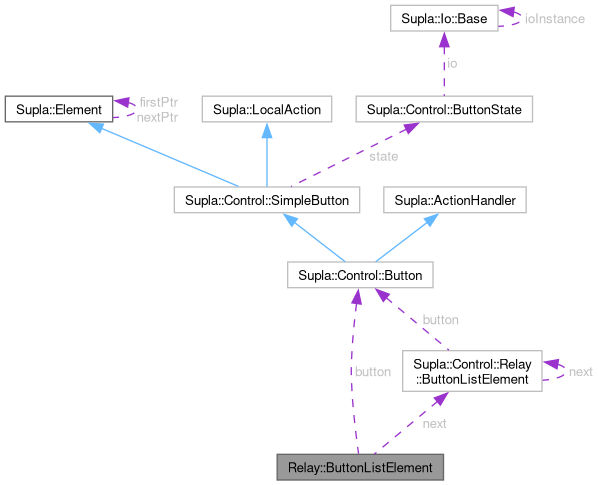 Supla::Io::Base
ioInstance
io
Supla::Element
firstPtr
nextPtr
Supla::LocalAction
Supla::Control::ButtonState
state
Supla::Control::SimpleButton
Supla::ActionHandler
Supla::Control::Button
button
button
Supla::Control::Relay
::ButtonListElement
next
next
Relay::ButtonListElement